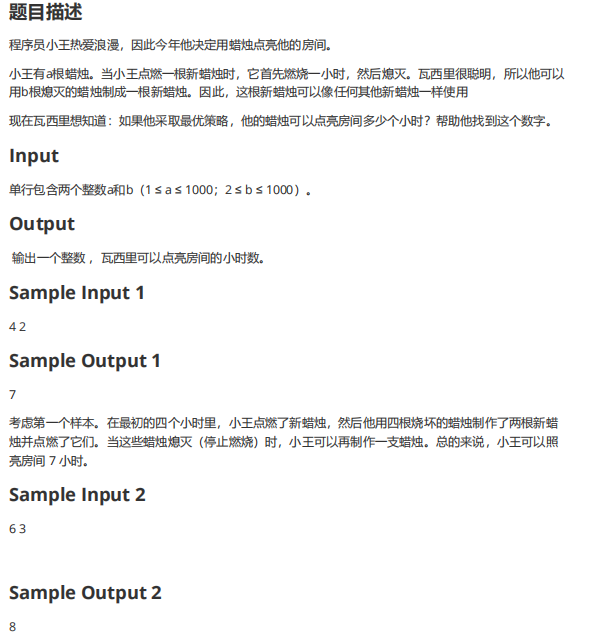 题目描述
程序员小王热爱浪漫，因此今年他决定用蜡烛点亮他的房间。
小王有a根蜡烛。当小王点燃一根新蜡烛时，它首先燃烧一小时，然后熄灭。瓦西里很聪明，所以他可以
用b根熄灭的蜡烛制成一根新蜡烛。因此，这根新蜡烛可以像任何其他新蜡烛一样使用
现在瓦西里想知道：如果他采取最优策略，他的蜡烛可以点亮房间多少个小时？帮助他找到这个数字。
Input
单行包含两个整数a和b（1 ≤ a ≤ 1000；2 ≤ b ≤ 1000）。
Output
输出一个整数 ，瓦西里可以点亮房间的小时数。
Sample Input 1
4 2
Sample Output 1
7
考虑第一个样本。在最初的四个小时里，小王点燃了新蜡烛，然后他用四根烧坏的蜡烛制作了两根新蜡
烛并点燃了它们。当这些蜡烛熄灭（停止燃烧）时，小王可以再制作一支蜡烛。总的来说，小王可以照
亮房间 7 小时。
Sample Input 2
6 3
Sample Output 2
8